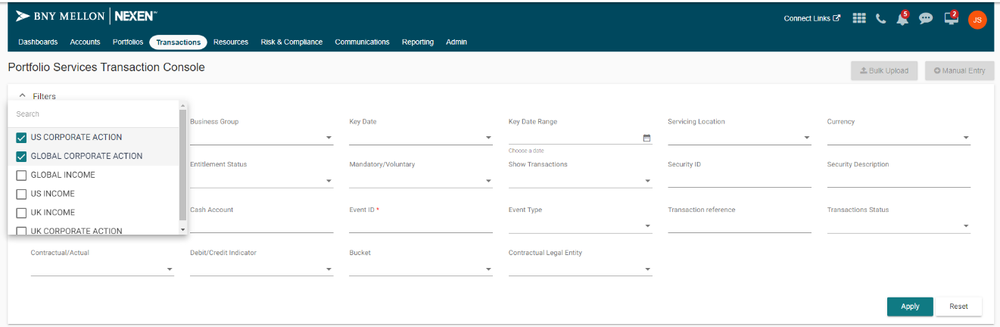 BNY MELLON | NEXEN℠
Connect Links
5
2
JS
Dashboards Accounts Portfolios Transactions Resources Risk & Compliance Communications Reporting Admin
Portfolio Services Transaction Console
Bulk Upload Manual Entry
Filters
Search
US CORPORATE ACTION
GLOBAL CORPORATE ACTION
GLOBAL INCOME
US INCOME
UK INCOME
UK CORPORATE ACTION
Business Group Key Date Key Date Range Servicing Location Currency
Choose a date
Entitlement Status Mandatory/Voluntary Show Transactions Security ID Security Description
Cash Account Event ID * Event Type Transaction reference Transactions Status
Contractual/Actual Debit/Credit Indicator Bucket Contractual Legal Entity
Apply Reset